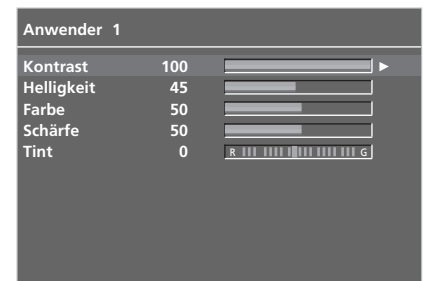 Anwender 1
Kontrast 100
Helligkeit 45
Farbe 50
Schärfe 50
Tint 0 R G